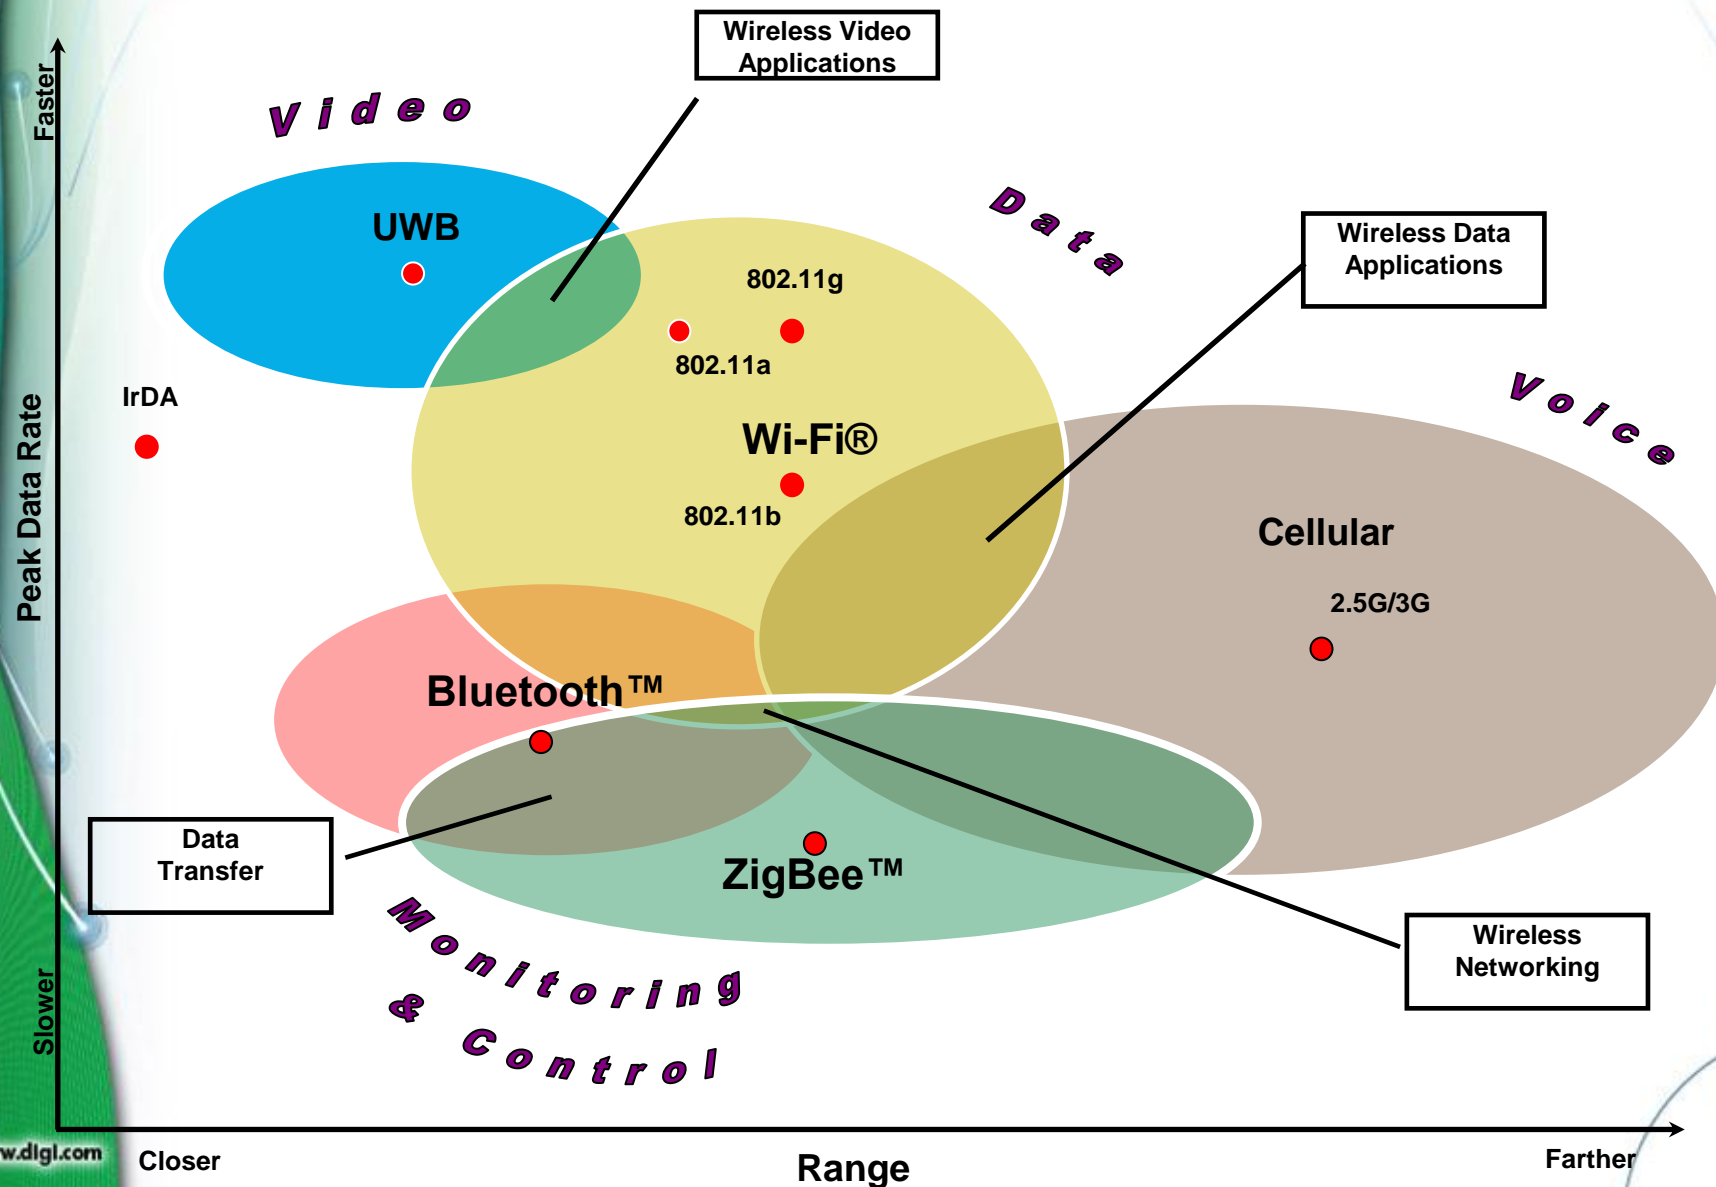 Wireless Video
Applications
Faster
Video
Data
UWB
Wireless Data
Applications
802.11g
802.11a
IrDA
Voice
Peak Data Rate
Wi-Fi®
802.11b
Cellular
2.5G/3G
Bluetooth™
Data
Transfer
ZigBee™
Monitoring
& Control
Wireless
Networking
Slower
w.digi.com
Closer
Range
Farther